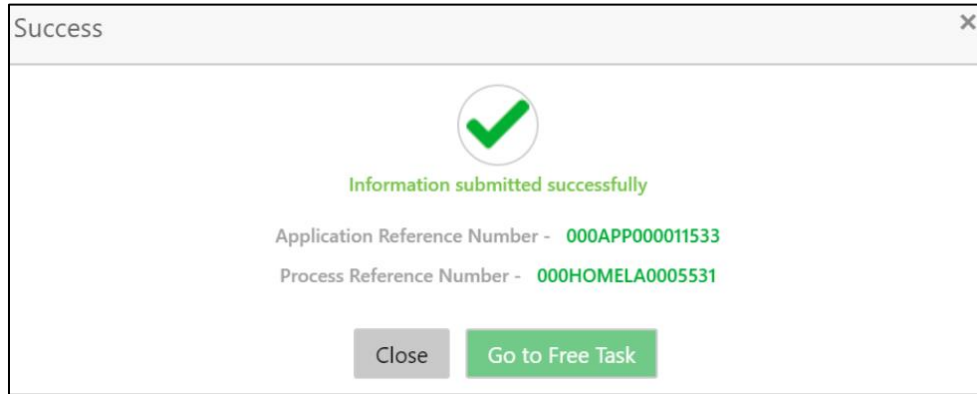 Success ×
Information submitted successfully
Application Reference Number - 000APP000011533
Process Reference Number - 000HOMELA0005531
Close Go to Free Task